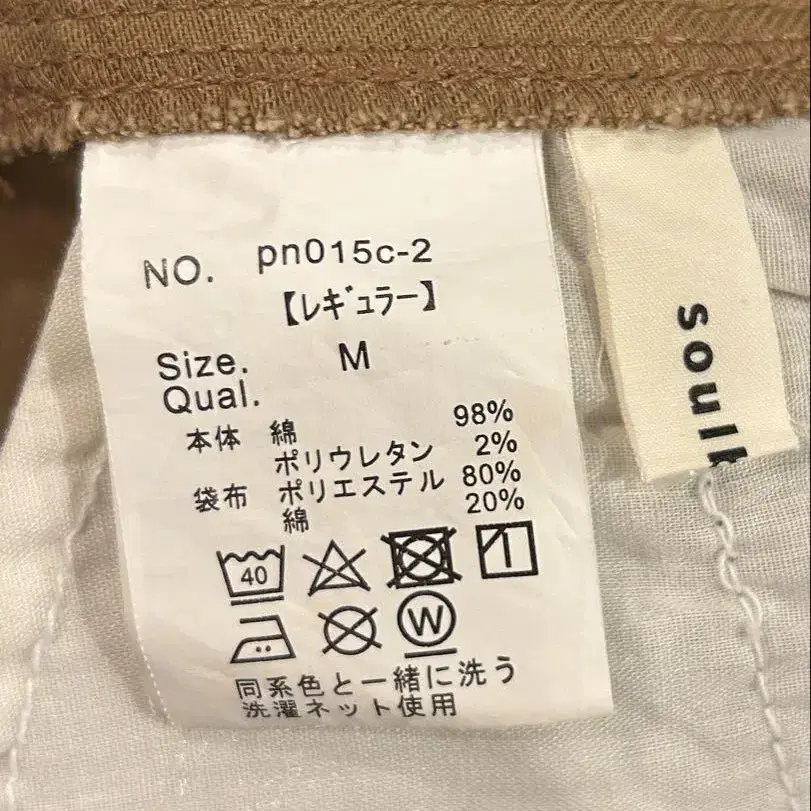 NO. pn015c-2
【レギュラー】
Size. M
Qual.
本体 綿 98%
ポリウレタン 2%
袋布 ポリエステル 80%
綿 20%
40
W
同系色と一緒に洗う
洗濯ネット使用